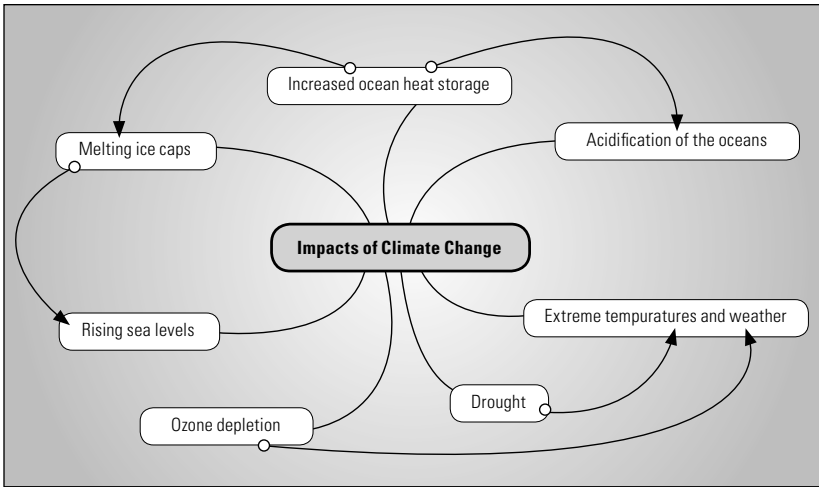 Increased ocean heat storage
Melting ice caps
Acidification of the oceans
Impacts of Climate Change
Rising sea levels
Extreme tempuratures and weather
Drought
Ozone depletion